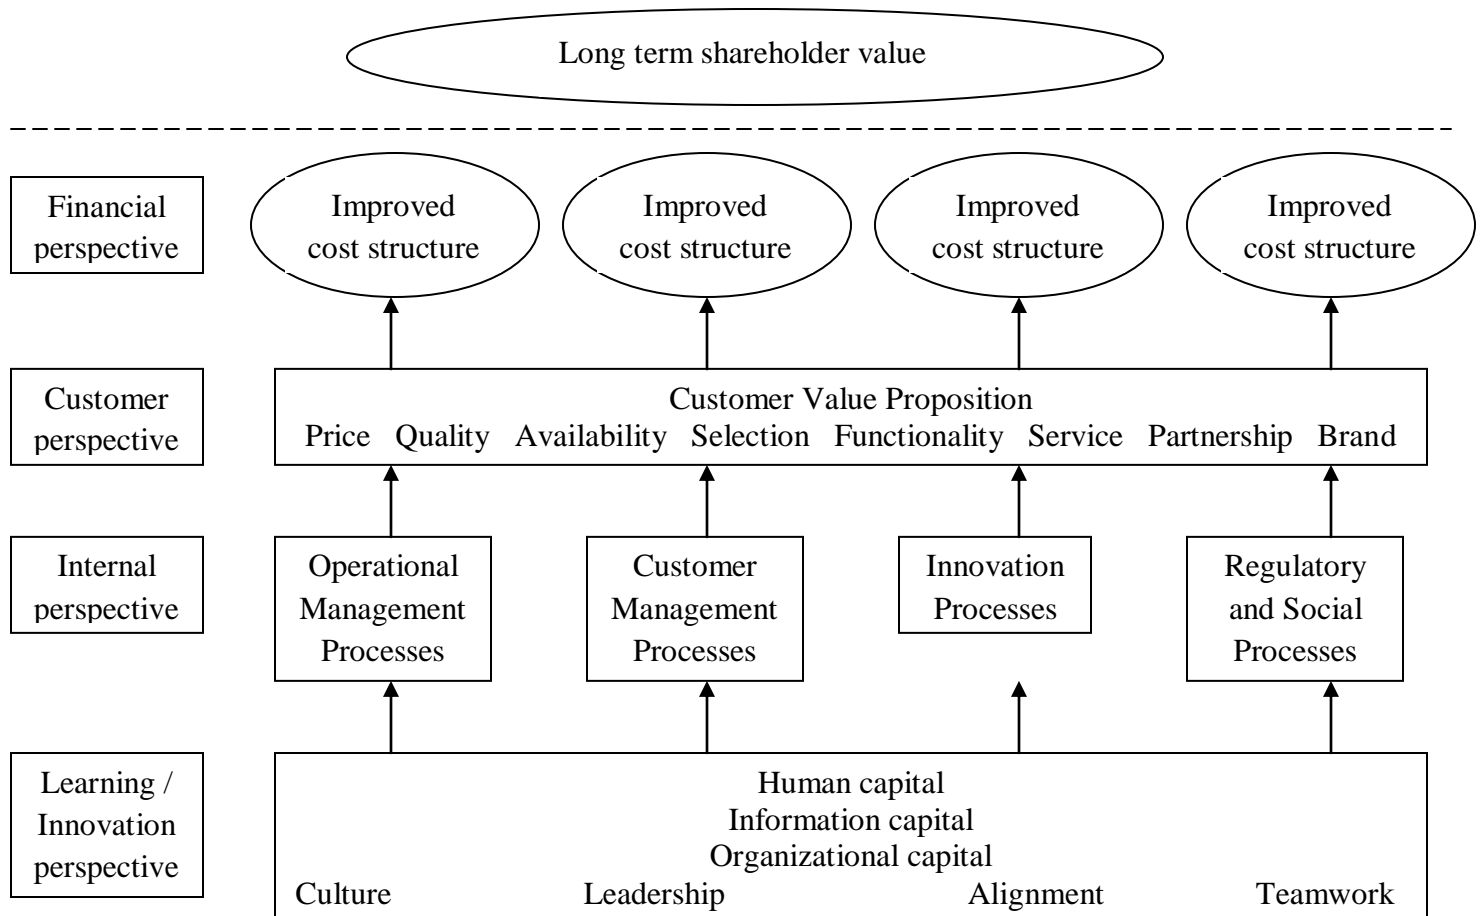 Long term shareholder value
Financial
perspective
Improved
cost structure
Improved
cost structure
Improved
cost structure
Improved
cost structure
Customer
perspective
Customer Value Proposition
Price Quality Availability Selection Functionality Service Partnership Brand
Internal
perspective
Operational
Management
Processes
Customer
Management
Processes
Innovation
Processes
Regulatory
and Social
Processes
Learning /
Innovation
perspective
Human capital
Information capital
Organizational capital
Culture Leadership Alignment Teamwork